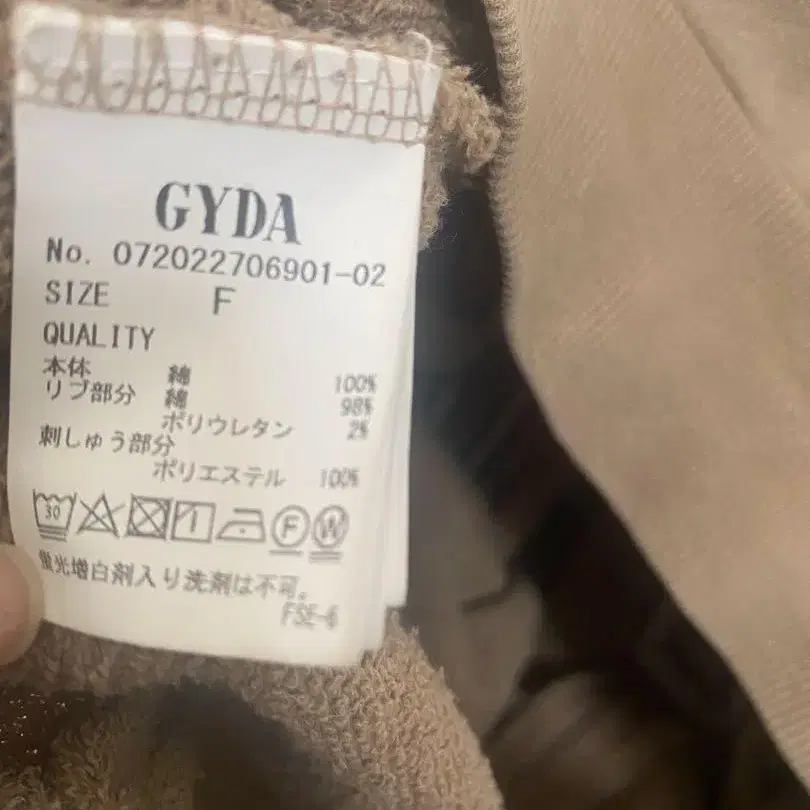 GYDA
No. 072022706901-02
SIZE F
QUALITY
本体 綿 100%
リブ部分 綿 98%
ポリウレタン 2%
刺しゅう部分
ポリエステル 100%
30 F W
蛍光増白剤入り洗剤は不可。
FSE-6